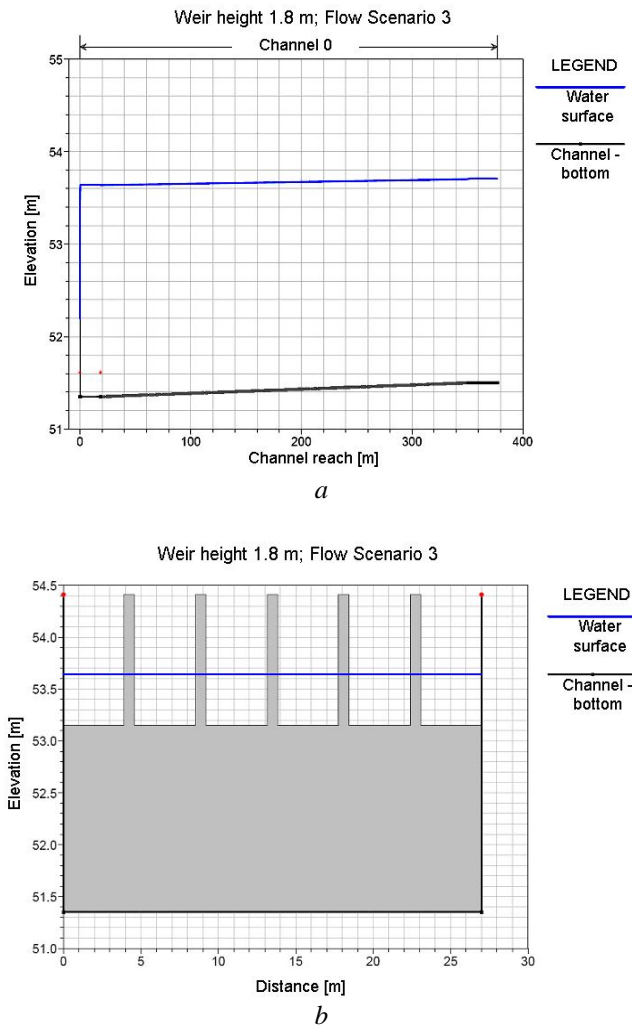 Weir height 1.8 m; Flow Scenario 3
Channel 0
55
54
53
52
51
Elevation [m]
0
100
200
300
400
Channel reach [m]
LEGEND
Water
surface
Channel -
bottom
a
Weir height 1.8 m; Flow Scenario 3
54.5
54.0
53.5
53.0
52.5
52.0
51.5
51.0
Elevation [m]
0
5
10
15
20
25
30
Distance [m]
LEGEND
Water
surface
Channel -
bottom
b